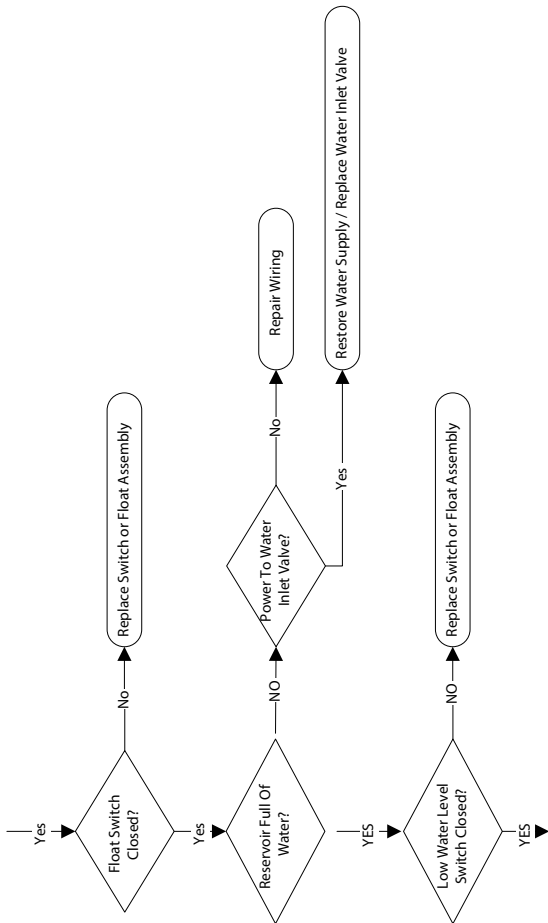 Yes
Float Switch
Closed?
No
Replace Switch or Float Assembly
Yes
Reservoir Full Of
Water?
NO
Power To Water
Inlet Valve?
No
Repair Wiring
Yes
Restore Water Supply / Replace Water Inlet Valve
YES
Low Water Level
Switch Closed?
NO
Replace Switch or Float Assembly
YES